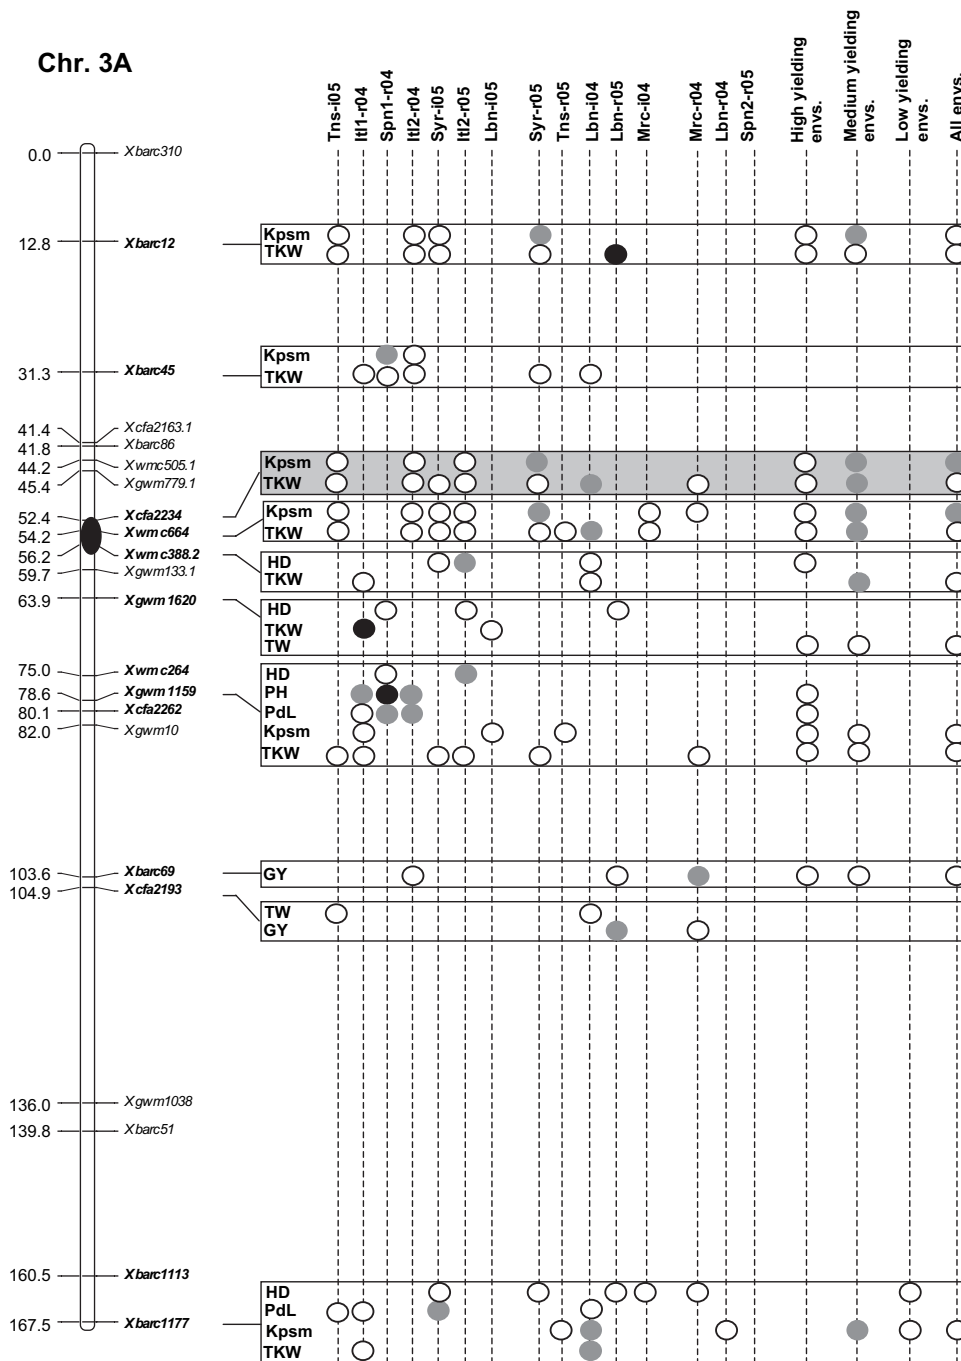 Chr. 3A
Tns-i05
Itl1-r04
Spn1-r04
Itl2-r04
Syr-i05
Itl2-r05
Lbn-i05
Syr-r05
Tns-r05
Lbn-i04
Lbn-r05
Mrc-i04
Mrc-r04
Lbn-r04
Spn2-r05
High yielding
envs.
Medium yielding
envs.
Low yielding
envs.
All envs.
0.0 Xbarc310
12.8 Xbarc12
Kpsm
TKW
31.3 Xbarc45
Kpsm
TKW
41.4 Xcfa2163.1
41.8 Xbarc86
44.2 Xwmc505.1
45.4 Xgwm779.1
Kpsm
TKW
52.4 Xcfa2234
54.2 Xwmc664
Kpsm
TKW
56.2 Xwmc388.2
59.7 Xgwm133.1
HD
TKW
63.9 Xgwm1620
HD
TKW
TW
75.0 Xwmc264
78.6 Xgwm1159
80.1 Xcfa2262
82.0 Xgwm10
HD
PH
PdL
Kpsm
TKW
103.6 Xbarc69
GY
104.9 Xcfa2193
TW
GY
136.0 Xgwm1038
139.8 Xbarc51
160.5 Xbarc1113
167.5 Xbarc1177
HD
PdL
Kpsm
TKW